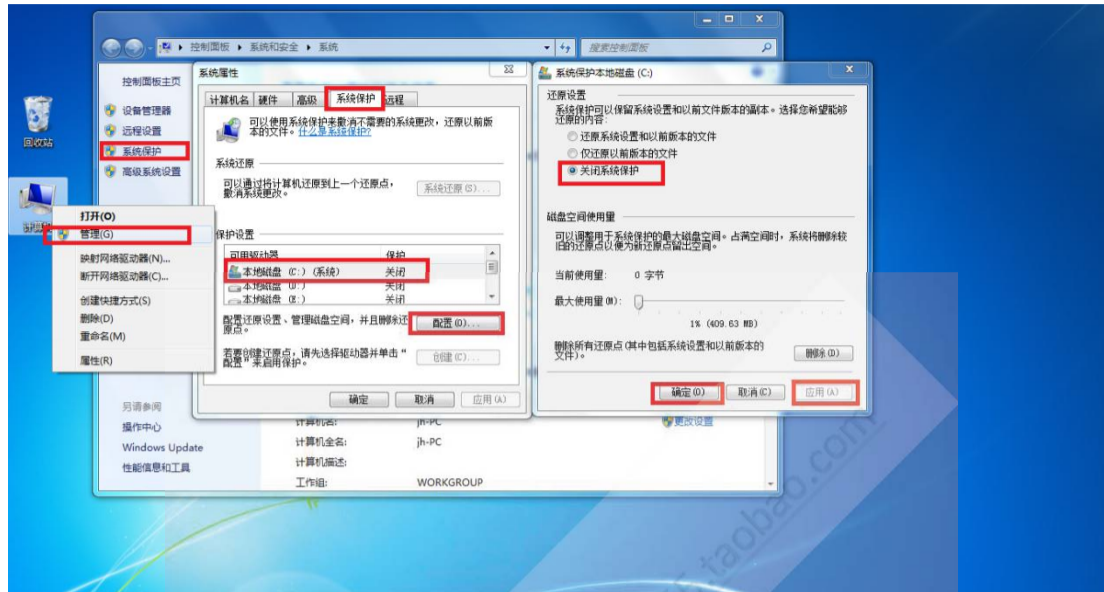 控制面板 ▸ 系统和安全 ▸ 系统
搜索控制面板
回收站
控制面板主页
设备管理器
远程设置
系统保护
高级系统设置
打开(O)
管理(G)
映射网络驱动器(N)...
断开网络驱动器(C)...
创建快捷方式(S)
删除(D)
重命名(M)
属性(R)
另请参阅
操作中心
Windows Update
性能信息和工具
系统属性
计算机名 硬件 高级 系统保护 远程
可以使用系统保护来撤消不需要的系统更改，还原以前版
本的文件。什么是系统保护?
系统还原
可以通过将计算机还原到上一个还原点，
撤消系统更改。
系统还原(S)...
保护设置
可用驱动器 保护
本地磁盘 (C:) (系统) 关闭
本地磁盘 (D:) 关闭
本地磁盘 (E:) 关闭
配置还原设置、管理磁盘空间，并且删除还
原点。
配置(O)...
若要创建还原点，请先选择驱动器并单击"
配置"来启用保护。
创建(C)...
确定 取消 应用(A)
系统保护本地磁盘 (C:)
还原设置
系统保护可以保留系统设置和以前文件版本的副本。选择您希望能够
还原的内容:
还原系统设置和以前版本的文件
仅还原以前版本的文件
关闭系统保护
磁盘空间使用量
可以调整用于系统保护的最大磁盘空间。占满空间时，系统将删除较
旧的还原点以便为新还原点留出空间。
当前使用量: 0 字节
最大使用量(M):
1% (409.63 MB)
删除所有还原点(其中包括系统设置和以前版本的
文件)。
删除(D)
确定(O) 取消(C) 应用(A)
计算机名: jh-PC
更改设置
计算机全名: jh-PC
计算机描述:
工作组: WORKGROUP
.taobao.com